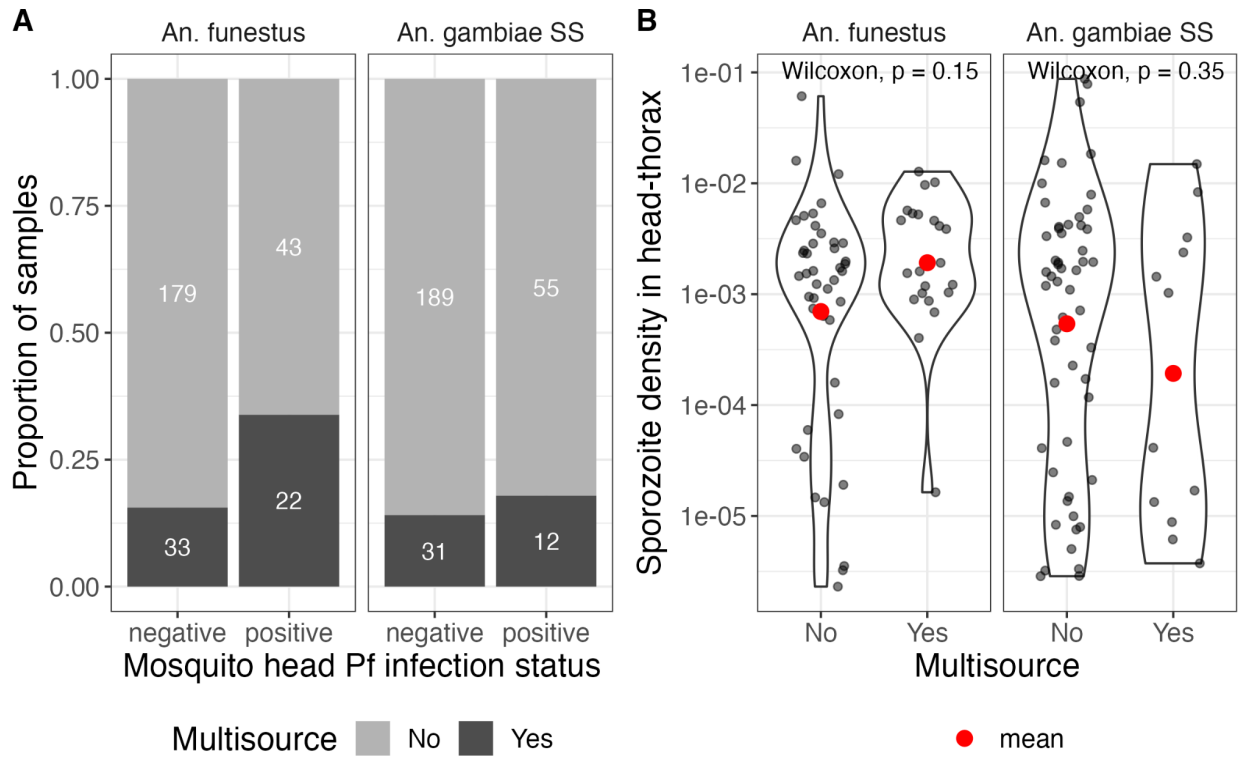 A
An. funestus
An. gambiae SS
Proportion of samples
1.00
0.75
0.50
0.25
0.00
179
33
43
22
189
31
55
12
negative
positive
negative
positive
Mosquito head Pf infection status
Multisource
No
Yes
B
An. funestus
An. gambiae SS
Wilcoxon, p = 0.15
Wilcoxon, p = 0.35
Sporozoite density in head-thorax
1e-01
1e-02
1e-03
1e-04
1e-05
No
Yes
No
Yes
Multisource
mean